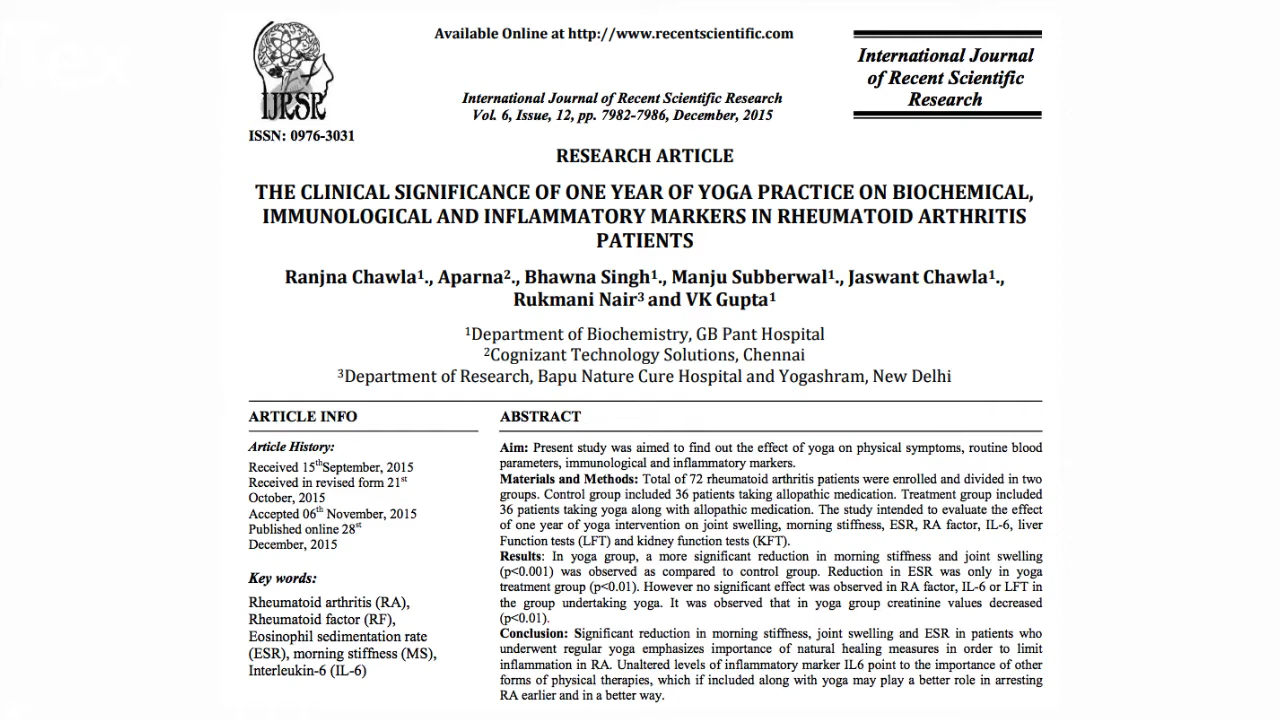 Tex
IJRSR
ISSN: 0976-3031
Available Online at http://www.recentscientific.com
International Journal of Recent Scientific Research
Vol. 6, Issue, 12, pp. 7982-7986, December, 2015
International Journal
of Recent Scientific
Research
RESEARCH ARTICLE
THE CLINICAL SIGNIFICANCE OF ONE YEAR OF YOGA PRACTICE ON BIOCHEMICAL,
IMMUNOLOGICAL AND INFLAMMATORY MARKERS IN RHEUMATOID ARTHRITIS
PATIENTS
Ranjna Chawla¹., Aparna²., Bhawna Singh¹., Manju Subberwal¹., Jaswant Chawla¹.,
Rukmani Nair³ and VK Gupta¹
¹Department of Biochemistry, GB Pant Hospital
²Cognizant Technology Solutions, Chennai
³Department of Research, Bapu Nature Cure Hospital and Yogashram, New Delhi
ARTICLE INFO
Article History:
Received 15thSeptember, 2015
Received in revised form 21st
October, 2015
Accepted 06th November, 2015
Published online 28st
December, 2015
Key words:
Rheumatoid arthritis (RA),
Rheumatoid factor (RF),
Eosinophil sedimentation rate
(ESR), morning stiffness (MS),
Interleukin-6 (IL-6)
ABSTRACT
Aim: Present study was aimed to find out the effect of yoga on physical symptoms, routine blood
parameters, immunological and inflammatory markers.
Materials and Methods: Total of 72 rheumatoid arthritis patients were enrolled and divided in two
groups. Control group included 36 patients taking allopathic medication. Treatment group included
36 patients taking yoga along with allopathic medication. The study intended to evaluate the effect
of one year of yoga intervention on joint swelling, morning stiffness, ESR, RA factor, IL-6, liver
Function tests (LFT) and kidney function tests (KFT).
Results: In yoga group, a more significant reduction in morning stiffness and joint swelling
(p<0.001) was observed as compared to control group. Reduction in ESR was only in yoga
treatment group (p<0.01). However no significant effect was observed in RA factor, IL-6 or LFT in
the group undertaking yoga. It was observed that in yoga group creatinine values decreased
(p<0.01).
Conclusion: Significant reduction in morning stiffness, joint swelling and ESR in patients who
underwent regular yoga emphasizes importance of natural healing measures in order to limit
inflammation in RA. Unaltered levels of inflammatory marker IL6 point to the importance of other
forms of physical therapies, which if included along with yoga may play a better role in arresting
RA earlier and in a better way.